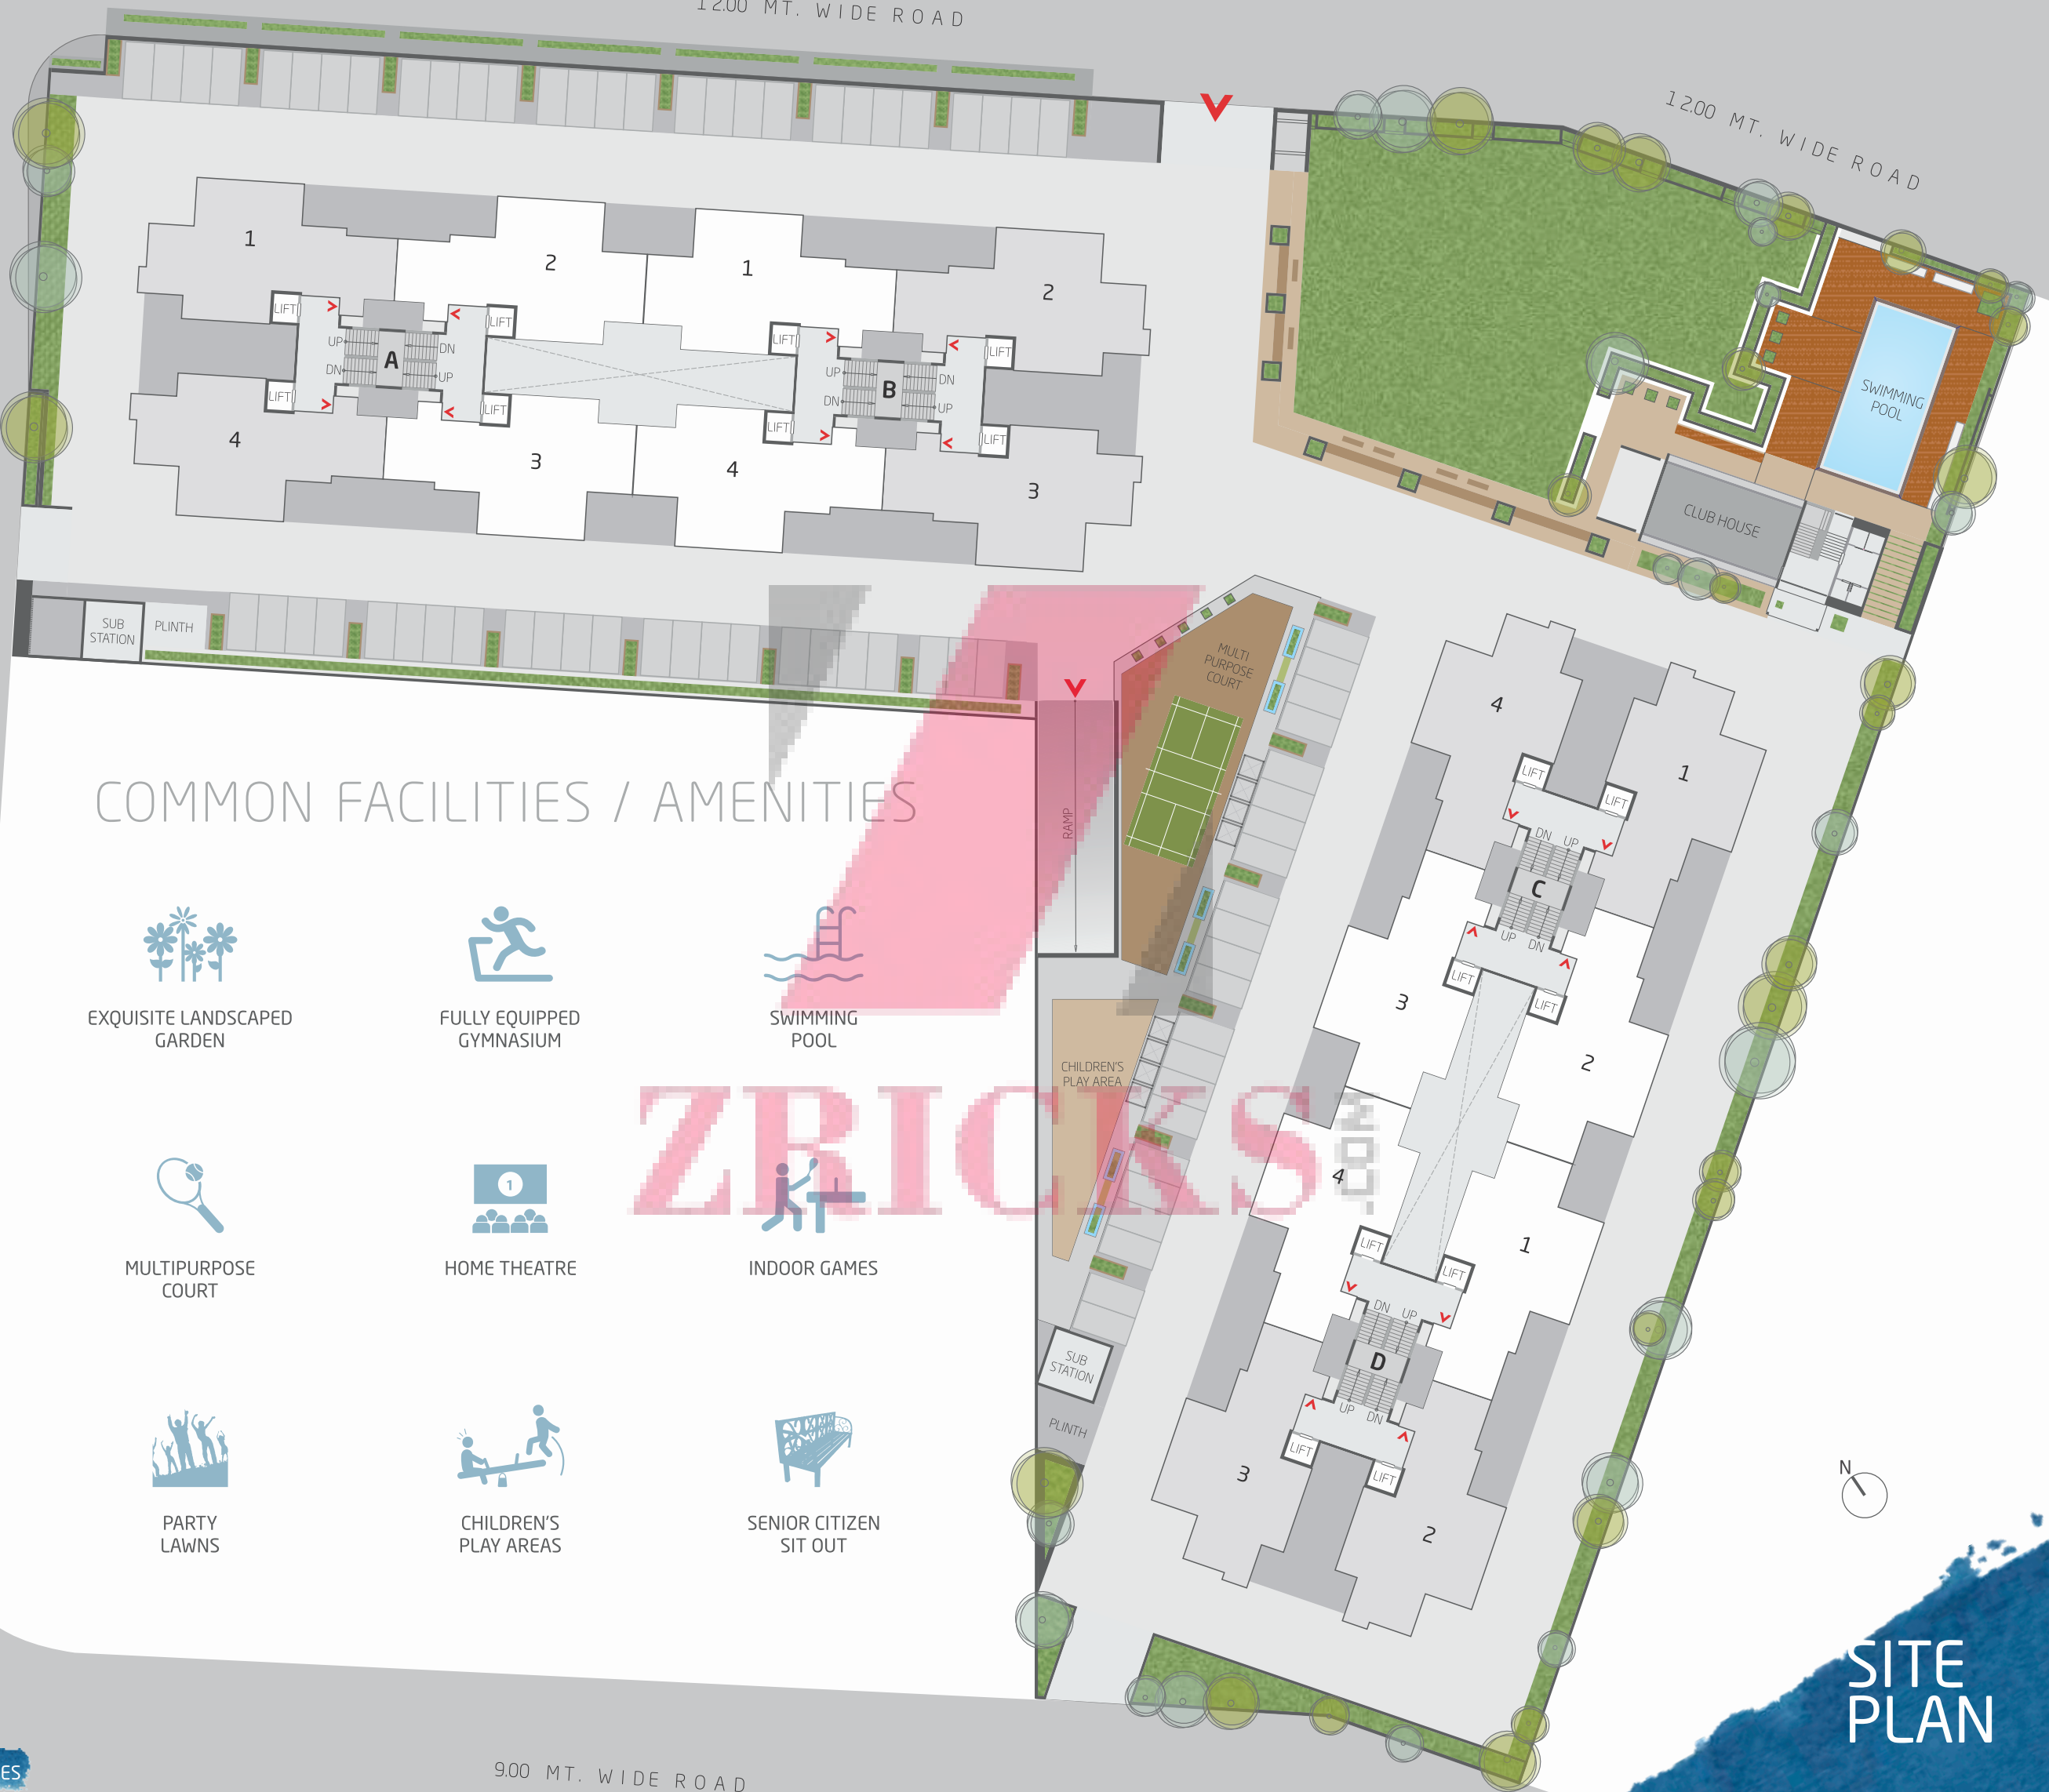 12.00 MT. WIDE ROAD
12.00 MT. WIDE ROAD
1
2
1
2
LIFT
LIFT
LIFT
LIFT
UP
DN
A
DN
UP
UP
DN
B
DN
UP
LIFT
LIFT
LIFT
LIFT
4
3
4
3
SWIMMING
POOL
CLUB HOUSE
SUB
STATION
PLINTH
MULTI
PURPOSE
COURT
RAMP
CHILDREN'S
PLAY AREA
SUB
STATION
PLINTH
4
1
LIFT
LIFT
DN
UP
C
UP
DN
LIFT
LIFT
3
2
4
1
LIFT
LIFT
DN
UP
D
UP
DN
LIFT
LIFT
3
2
COMMON FACILITIES / AMENITIES
EXQUISITE LANDSCAPED
GARDEN
FULLY EQUIPPED
GYMNASIUM
SWIMMING
POOL
MULTIPURPOSE
COURT
1
HOME THEATRE
INDOOR GAMES
PARTY
LAWNS
CHILDREN'S
PLAY AREAS
SENIOR CITIZEN
SIT OUT
ZRICKS
.COM
N
SITE
PLAN
9.00 MT. WIDE ROAD
ES